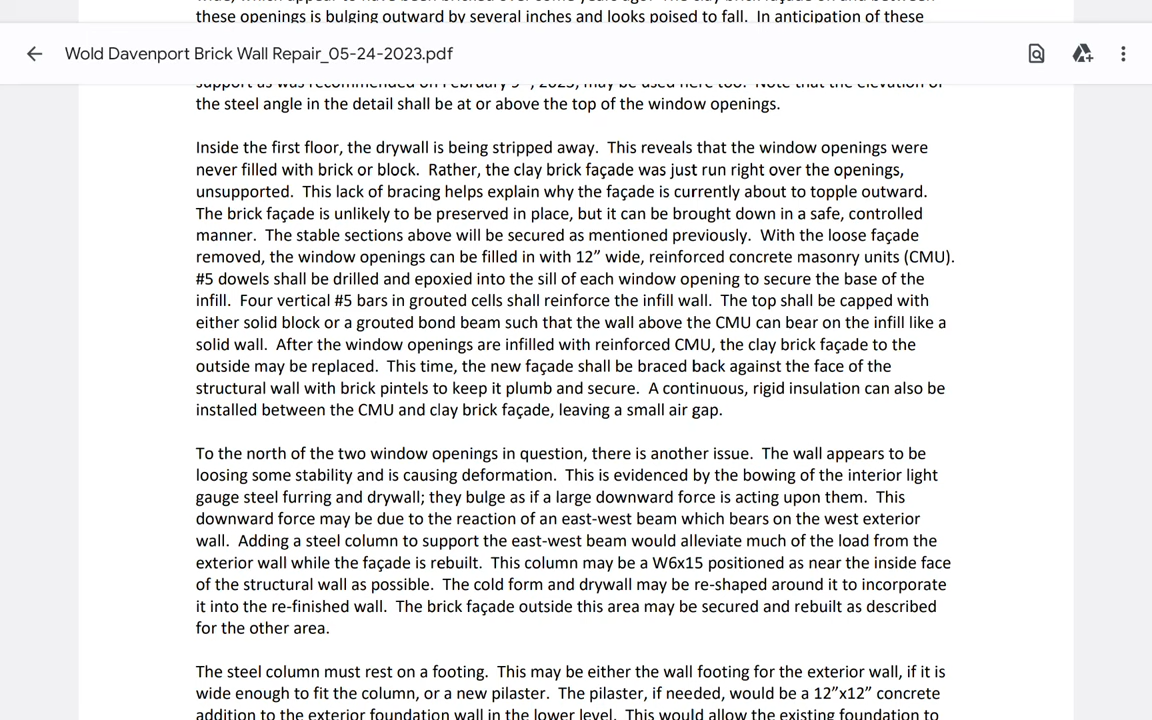 these openings is bulging outward by several inches and looks poised to fall. In anticipation of these
Wold Davenport Brick Wall Repair_05-24-2023.pdf
support as was recommended on February 9th, 2023, may be used here too. Note that the elevation of
the steel angle in the detail shall be at or above the top of the window openings.
Inside the first floor, the drywall is being stripped away. This reveals that the window openings were
never filled with brick or block. Rather, the clay brick façade was just run right over the openings,
unsupported. This lack of bracing helps explain why the façade is currently about to topple outward.
The brick façade is unlikely to be preserved in place, but it can be brought down in a safe, controlled
manner. The stable sections above will be secured as mentioned previously. With the loose façade
removed, the window openings can be filled in with 12” wide, reinforced concrete masonry units (CMU).
#5 dowels shall be drilled and epoxied into the sill of each window opening to secure the base of the
infill. Four vertical #5 bars in grouted cells shall reinforce the infill wall. The top shall be capped with
either solid block or a grouted bond beam such that the wall above the CMU can bear on the infill like a
solid wall. After the window openings are infilled with reinforced CMU, the clay brick façade to the
outside may be replaced. This time, the new façade shall be braced back against the face of the
structural wall with brick pintels to keep it plumb and secure. A continuous, rigid insulation can also be
installed between the CMU and clay brick façade, leaving a small air gap.
To the north of the two window openings in question, there is another issue. The wall appears to be
loosing some stability and is causing deformation. This is evidenced by the bowing of the interior light
gauge steel furring and drywall; they bulge as if a large downward force is acting upon them. This
downward force may be due to the reaction of an east-west beam which bears on the west exterior
wall. Adding a steel column to support the east-west beam would alleviate much of the load from the
exterior wall while the façade is rebuilt. This column may be a W6x15 positioned as near the inside face
of the structural wall as possible. The cold form and drywall may be re-shaped around it to incorporate
it into the re-finished wall. The brick façade outside this area may be secured and rebuilt as described
for the other area.
The steel column must rest on a footing. This may be either the wall footing for the exterior wall, if it is
wide enough to fit the column, or a new pilaster. The pilaster, if needed, would be a 12”x12” concrete
addition to the exterior foundation wall in the lower level. This would allow the existing foundation to